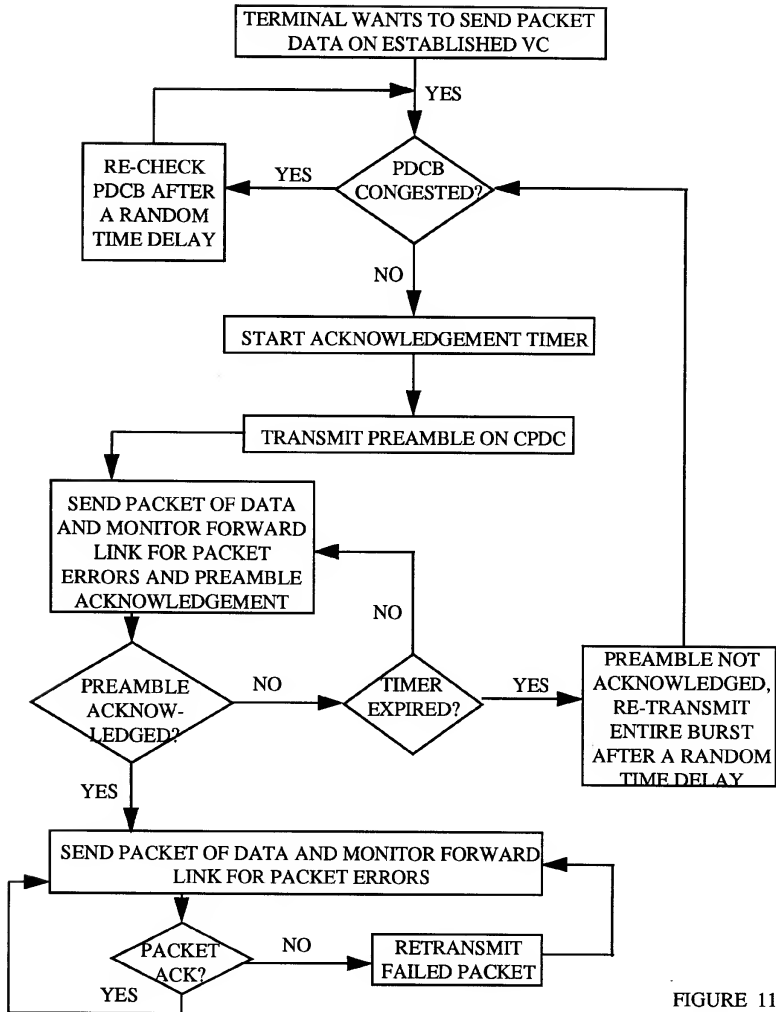 TERMINAL WANTS TO SEND PACKET
DATA ON ESTABLISHED VC
YES
RE-CHECK
PDCB AFTER
A RANDOM
TIME DELAY
YES
PDCB
CONGESTED?
NO
START ACKNOWLEDGEMENT TIMER
TRANSMIT PREAMBLE ON CPDC
SEND PACKET OF DATA
AND MONITOR FORWARD
LINK FOR PACKET
ERRORS AND PREAMBLE
ACKNOWLEDGEMENT
NO
PREAMBLE
ACKNOW-
LEDGED?
NO
TIMER
EXPIRED?
YES
PREAMBLE NOT
ACKNOWLEDGED,
RE-TRANSMIT
ENTIRE BURST
AFTER A RANDOM
TIME DELAY
YES
SEND PACKET OF DATA AND MONITOR FORWARD
LINK FOR PACKET ERRORS
PACKET
ACK?
NO
RETRANSMIT
FAILED PACKET
YES
FIGURE 11